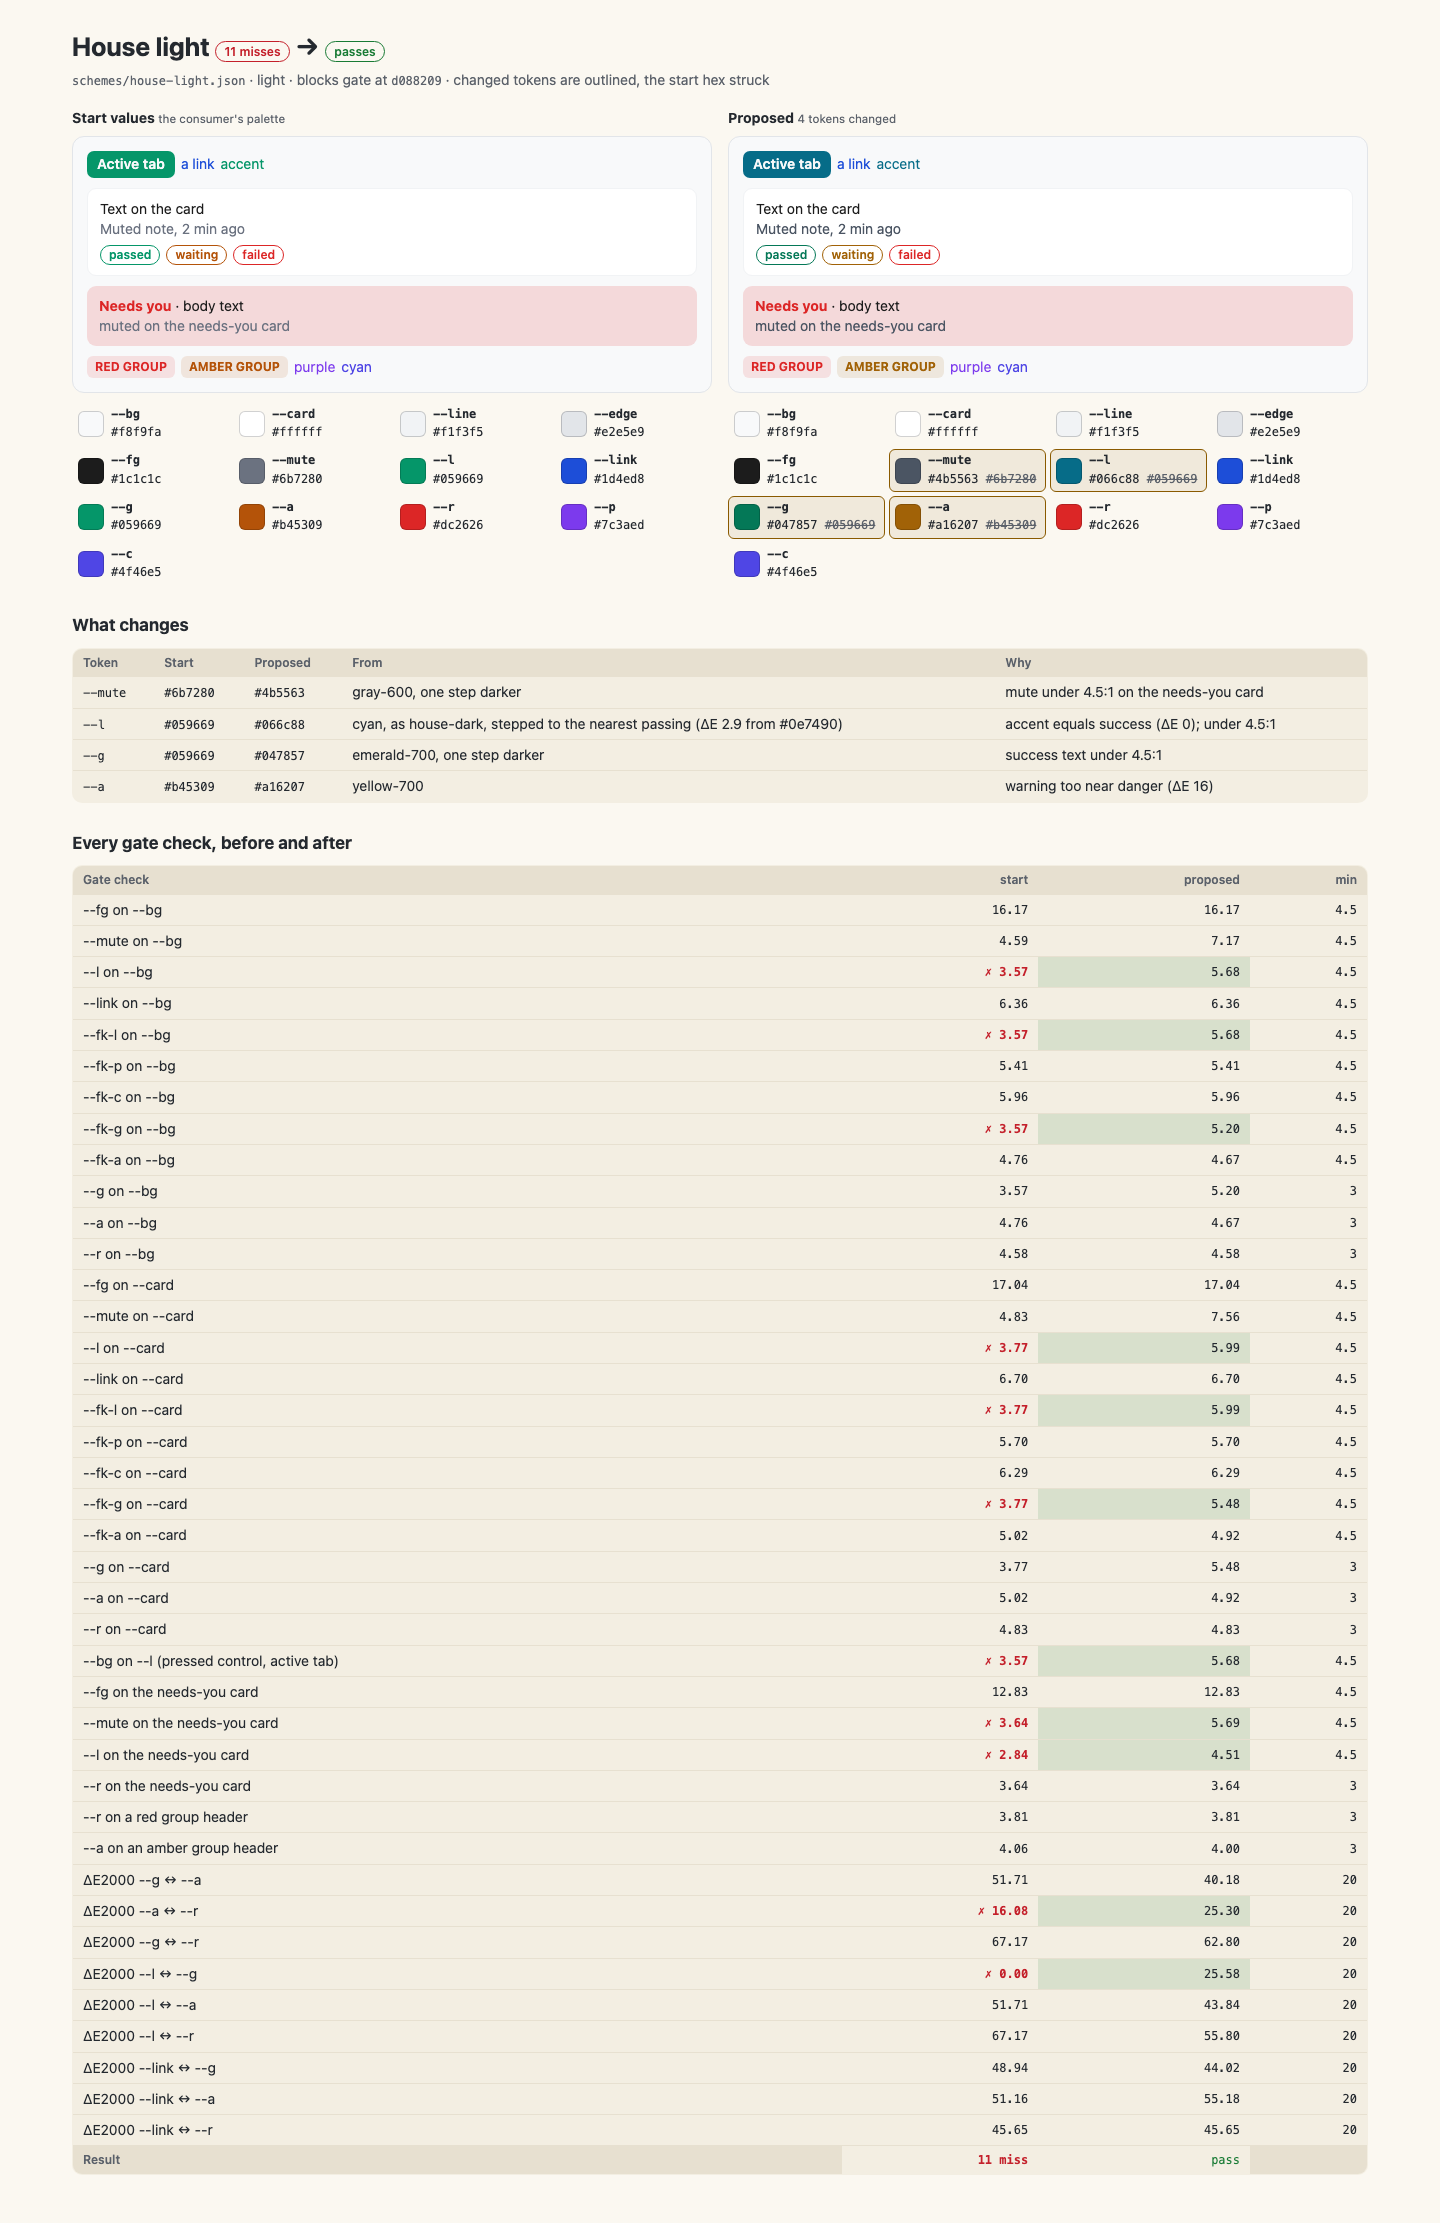 House light 11 misses → passes
schemes/house-light.json · light · blocks gate at d088209 · changed tokens are outlined, the start hex struck
Start values the consumer's palette
Active tab a link accent
Text on the card
Muted note, 2 min ago
passed waiting failed
Needs you · body text
muted on the needs-you card
RED GROUP AMBER GROUP purple cyan
--bg #f8f9fa
--card #ffffff
--line #f1f3f5
--edge #e2e5e9
--fg #1c1c1c
--mute #6b7280
--l #059669
--link #1d4ed8
--g #059669
--a #b45309
--r #dc2626
--p #7c3aed
--c #4f46e5
Proposed 4 tokens changed
Active tab a link accent
Text on the card
Muted note, 2 min ago
passed waiting failed
Needs you · body text
muted on the needs-you card
RED GROUP AMBER GROUP purple cyan
--bg #f8f9fa
--card #ffffff
--line #f1f3f5
--edge #e2e5e9
--fg #1c1c1c
--mute #4b5563 #6b7280
--l #066c88 #059669
--link #1d4ed8
--g #047857 #059669
--a #a16207 #b45309
--r #dc2626
--p #7c3aed
--c #4f46e5
What changes
Token Start Proposed From Why
--mute #6b7280 #4b5563 gray-600, one step darker mute under 4.5:1 on the needs-you card
--l #059669 #066c88 cyan, as house-dark, stepped to the nearest passing (ΔE 2.9 from #0e7490) accent equals success (ΔE 0); under 4.5:1
--g #059669 #047857 emerald-700, one step darker success text under 4.5:1
--a #b45309 #a16207 yellow-700 warning too near danger (ΔE 16)
Every gate check, before and after
Gate check start proposed min
--fg on --bg 16.17 16.17 4.5
--mute on --bg 4.59 7.17 4.5
--l on --bg ✗ 3.57 5.68 4.5
--link on --bg 6.36 6.36 4.5
--fk-l on --bg ✗ 3.57 5.68 4.5
--fk-p on --bg 5.41 5.41 4.5
--fk-c on --bg 5.96 5.96 4.5
--fk-g on --bg ✗ 3.57 5.20 4.5
--fk-a on --bg 4.76 4.67 4.5
--g on --bg 3.57 5.20 3
--a on --bg 4.76 4.67 3
--r on --bg 4.58 4.58 3
--fg on --card 17.04 17.04 4.5
--mute on --card 4.83 7.56 4.5
--l on --card ✗ 3.77 5.99 4.5
--link on --card 6.70 6.70 4.5
--fk-l on --card ✗ 3.77 5.99 4.5
--fk-p on --card 5.70 5.70 4.5
--fk-c on --card 6.29 6.29 4.5
--fk-g on --card ✗ 3.77 5.48 4.5
--fk-a on --card 5.02 4.92 4.5
--g on --card 3.77 5.48 3
--a on --card 5.02 4.92 3
--r on --card 4.83 4.83 3
--bg on --l (pressed control, active tab) ✗ 3.57 5.68 4.5
--fg on the needs-you card 12.83 12.83 4.5
--mute on the needs-you card ✗ 3.64 5.69 4.5
--l on the needs-you card ✗ 2.84 4.51 4.5
--r on the needs-you card 3.64 3.64 3
--r on a red group header 3.81 3.81 3
--a on an amber group header 4.06 4.00 3
ΔE2000 --g ↔ --a 51.71 40.18 20
ΔE2000 --a ↔ --r ✗ 16.08 25.30 20
ΔE2000 --g ↔ --r 67.17 62.80 20
ΔE2000 --l ↔ --g ✗ 0.00 25.58 20
ΔE2000 --l ↔ --a 51.71 43.84 20
ΔE2000 --l ↔ --r 67.17 55.80 20
ΔE2000 --link ↔ --g 48.94 44.02 20
ΔE2000 --link ↔ --a 51.16 55.18 20
ΔE2000 --link ↔ --r 45.65 45.65 20
Result 11 miss pass